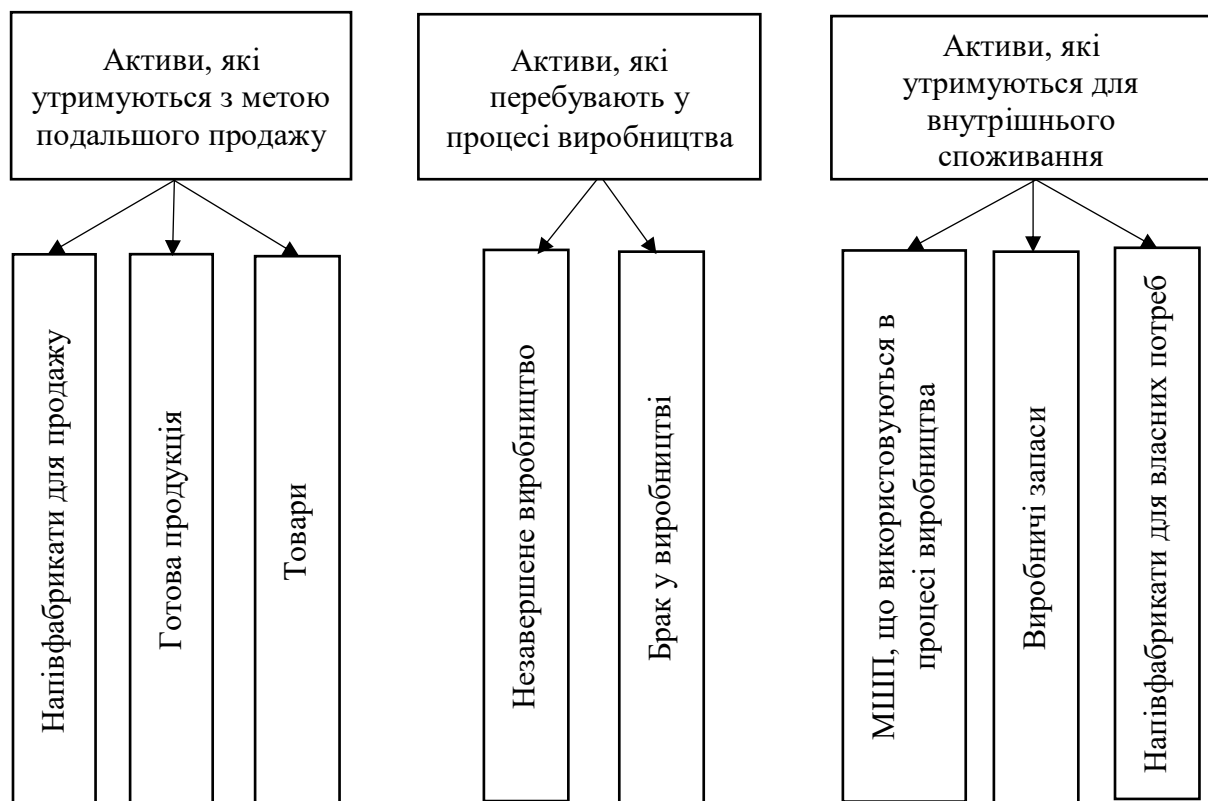 Активи, які
утримуються з метою
подальшого продажу
Активи, які
перебувають у
процесі виробництва
Активи, які
утримуються для
внутрішнього
споживання
Напівфабрикати для продажу
Готова продукція
Товари
Незавершене виробництво
Брак у виробництві
МШП, що використовуються в
процесі виробництва
Виробничі запаси
Напівфабрикати для власних потреб